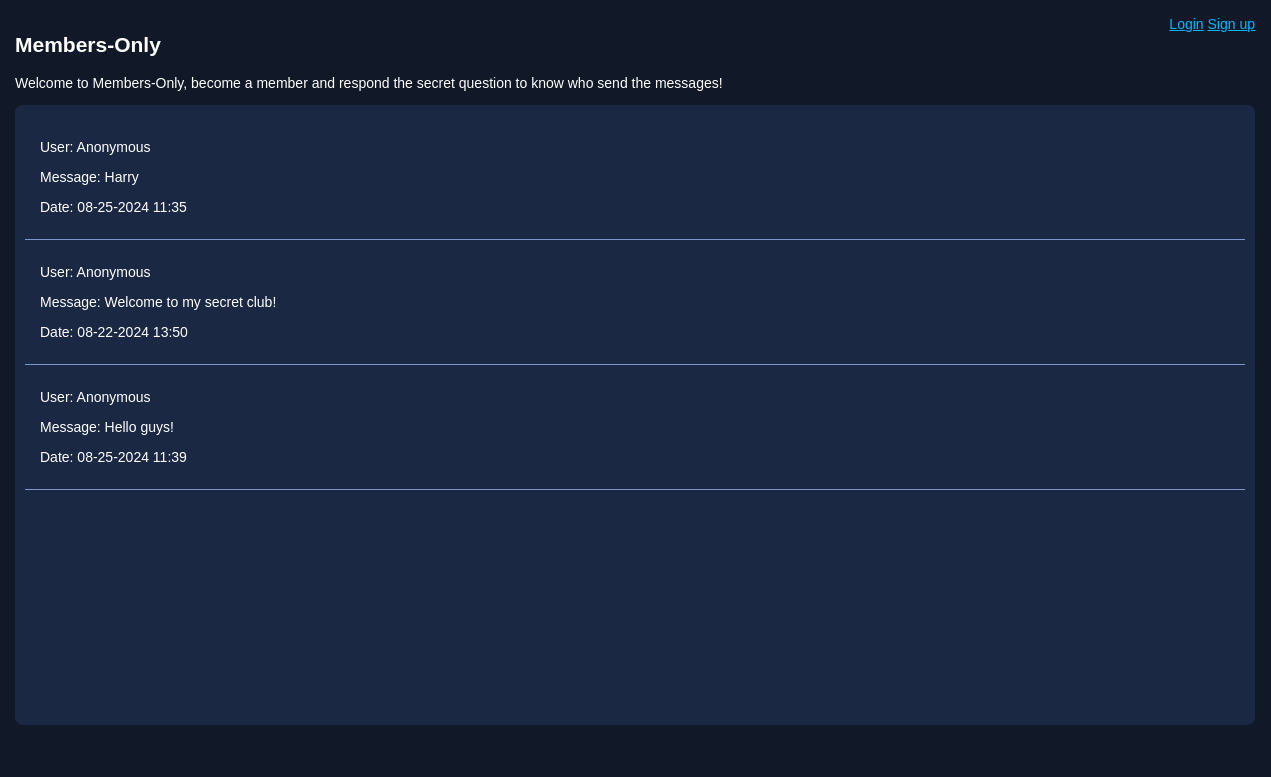 Login Sign up
Members-Only
Welcome to Members-Only, become a member and respond the secret question to know who send the messages!
User: Anonymous
Message: Harry
Date: 08-25-2024 11:35
User: Anonymous
Message: Welcome to my secret club!
Date: 08-22-2024 13:50
User: Anonymous
Message: Hello guys!
Date: 08-25-2024 11:39